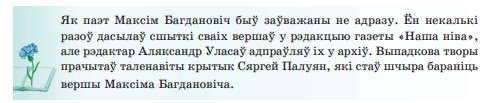 Як паэт Максім Багдановіч быў заўважаны не адразу. Ён некалькі
разоў дасылаў сшыткі сваіх вершаў у рэдакцыю газеты «Наша ніва»,
але рэдактар Аляксандр Уласаў адпраўляў іх у архіў. Выпадкова творы
прачытаў таленавіты крытык Сяргей Палуян, які стаў шчыра бараніць
вершы Максіма Багдановіча.